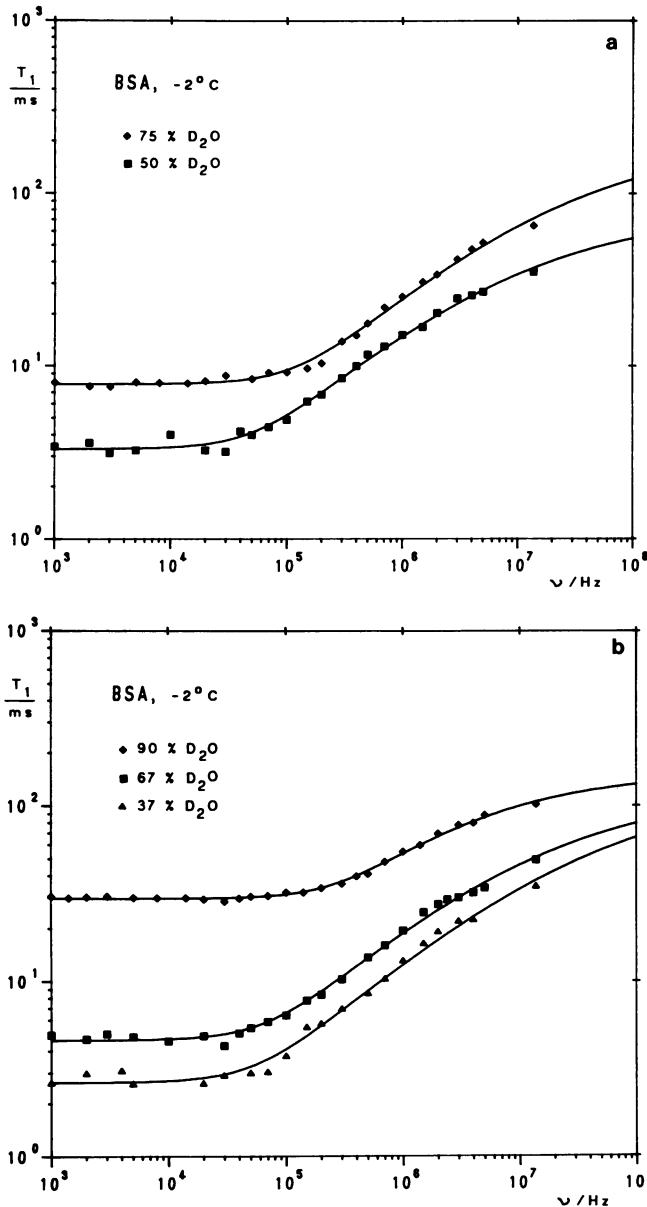 10³
a
T₁
ms
BSA, -2°C
75 % D₂O
50 % D₂O
10²
10¹
10⁰
10³ 10⁴ 10⁵ 10⁶ 10⁷ 10⁸
ν/Hz
10³
b
T₁
ms
BSA, -2°C
90 % D₂O
67 % D₂O
37 % D₂O
10²
10¹
10⁰
10³ 10⁴ 10⁵ 10⁶ 10⁷ 10
ν/Hz